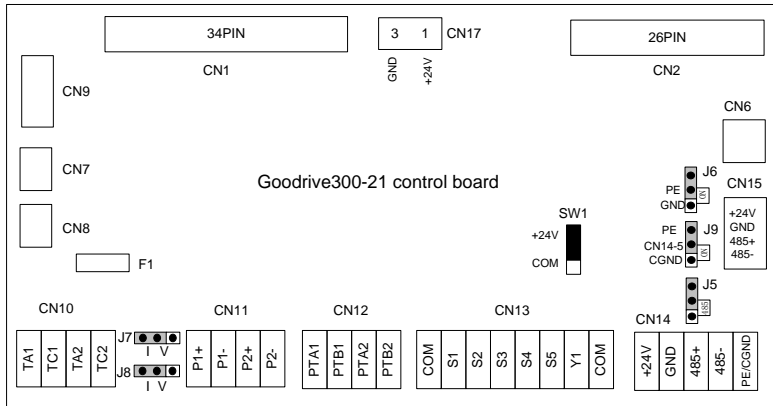 34PIN
3 1
CN17
26PIN
CN1
GND
+24V
CN2
CN9
CN6
CN7
Goodrive300-21 control board
J6
PE
NO
GND
CN15
+24V
GND
485+
485-
CN8
SW1
+24V
COM
PE
J9
CN14-5
NO
CGND
F1
J5
485
CN10
CN11
CN12
CN13
CN14
TA1
TC1
TA2
TC2
J7
I V
J8
I V
P1+
P1-
P2+
P2-
PTA1
PTB1
PTA2
PTB2
COM
S1
S2
S3
S4
S5
Y1
COM
+24V
GND
485+
485-
PE/CGND